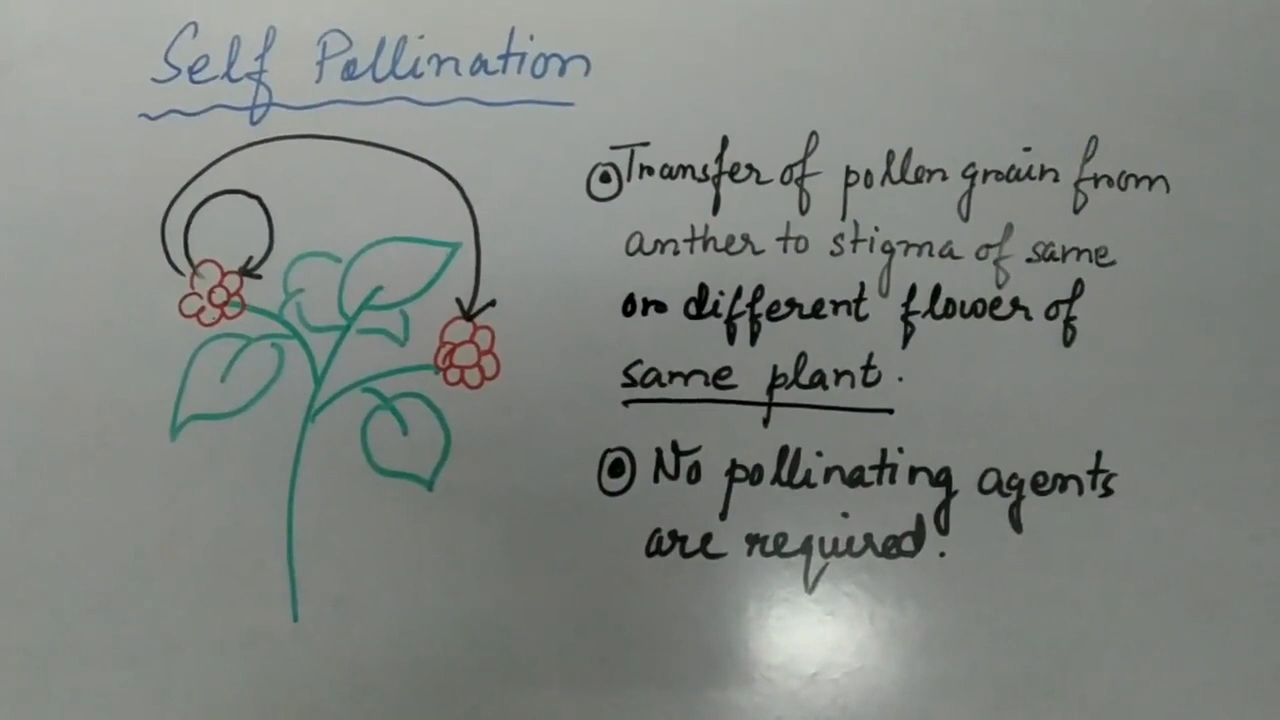 Self Pollination
Transfer of pollen grain from
anther to stigma of same
or different flower of
same plant.
No pollinating agents
are required.